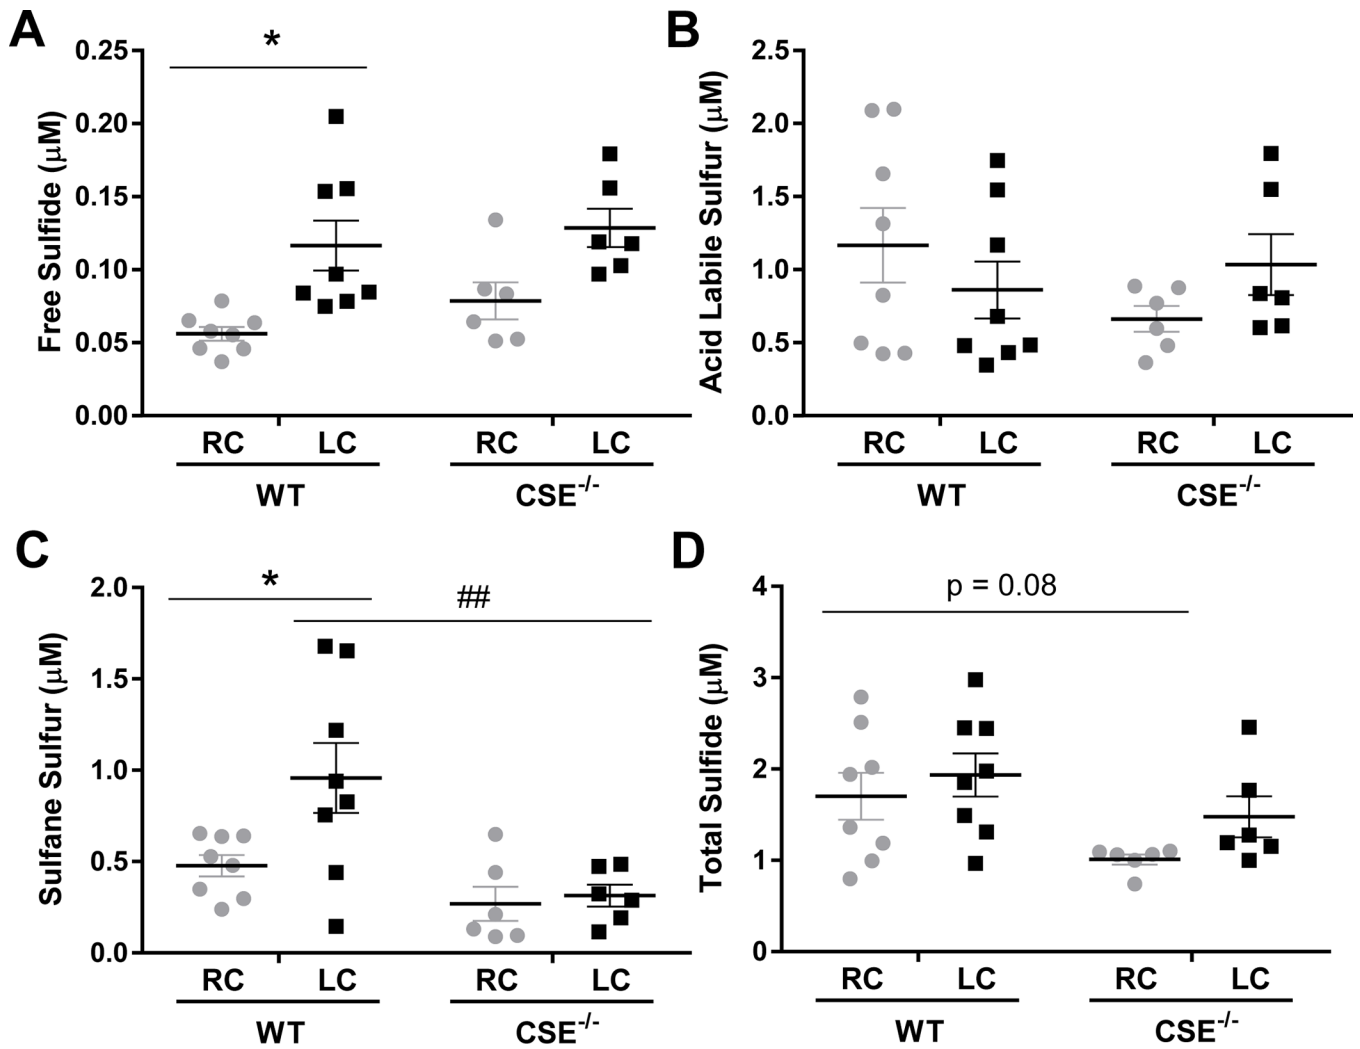 A
B
*
0.25
0.20
0.15
0.10
0.05
0.00
Free Sulfide (μM)
RC LC RC LC
WT CSE-/-
2.5
2.0
1.5
1.0
0.5
0.0
Acid Labile Sulfur (μM)
RC LC RC LC
WT CSE-/-
C
D
*
##
2.0
1.5
1.0
0.5
0.0
Sulfane Sulfur (μM)
RC LC RC LC
WT CSE-/-
p = 0.08
4
3
2
1
0
Total Sulfide (μM)
RC LC RC LC
WT CSE-/-